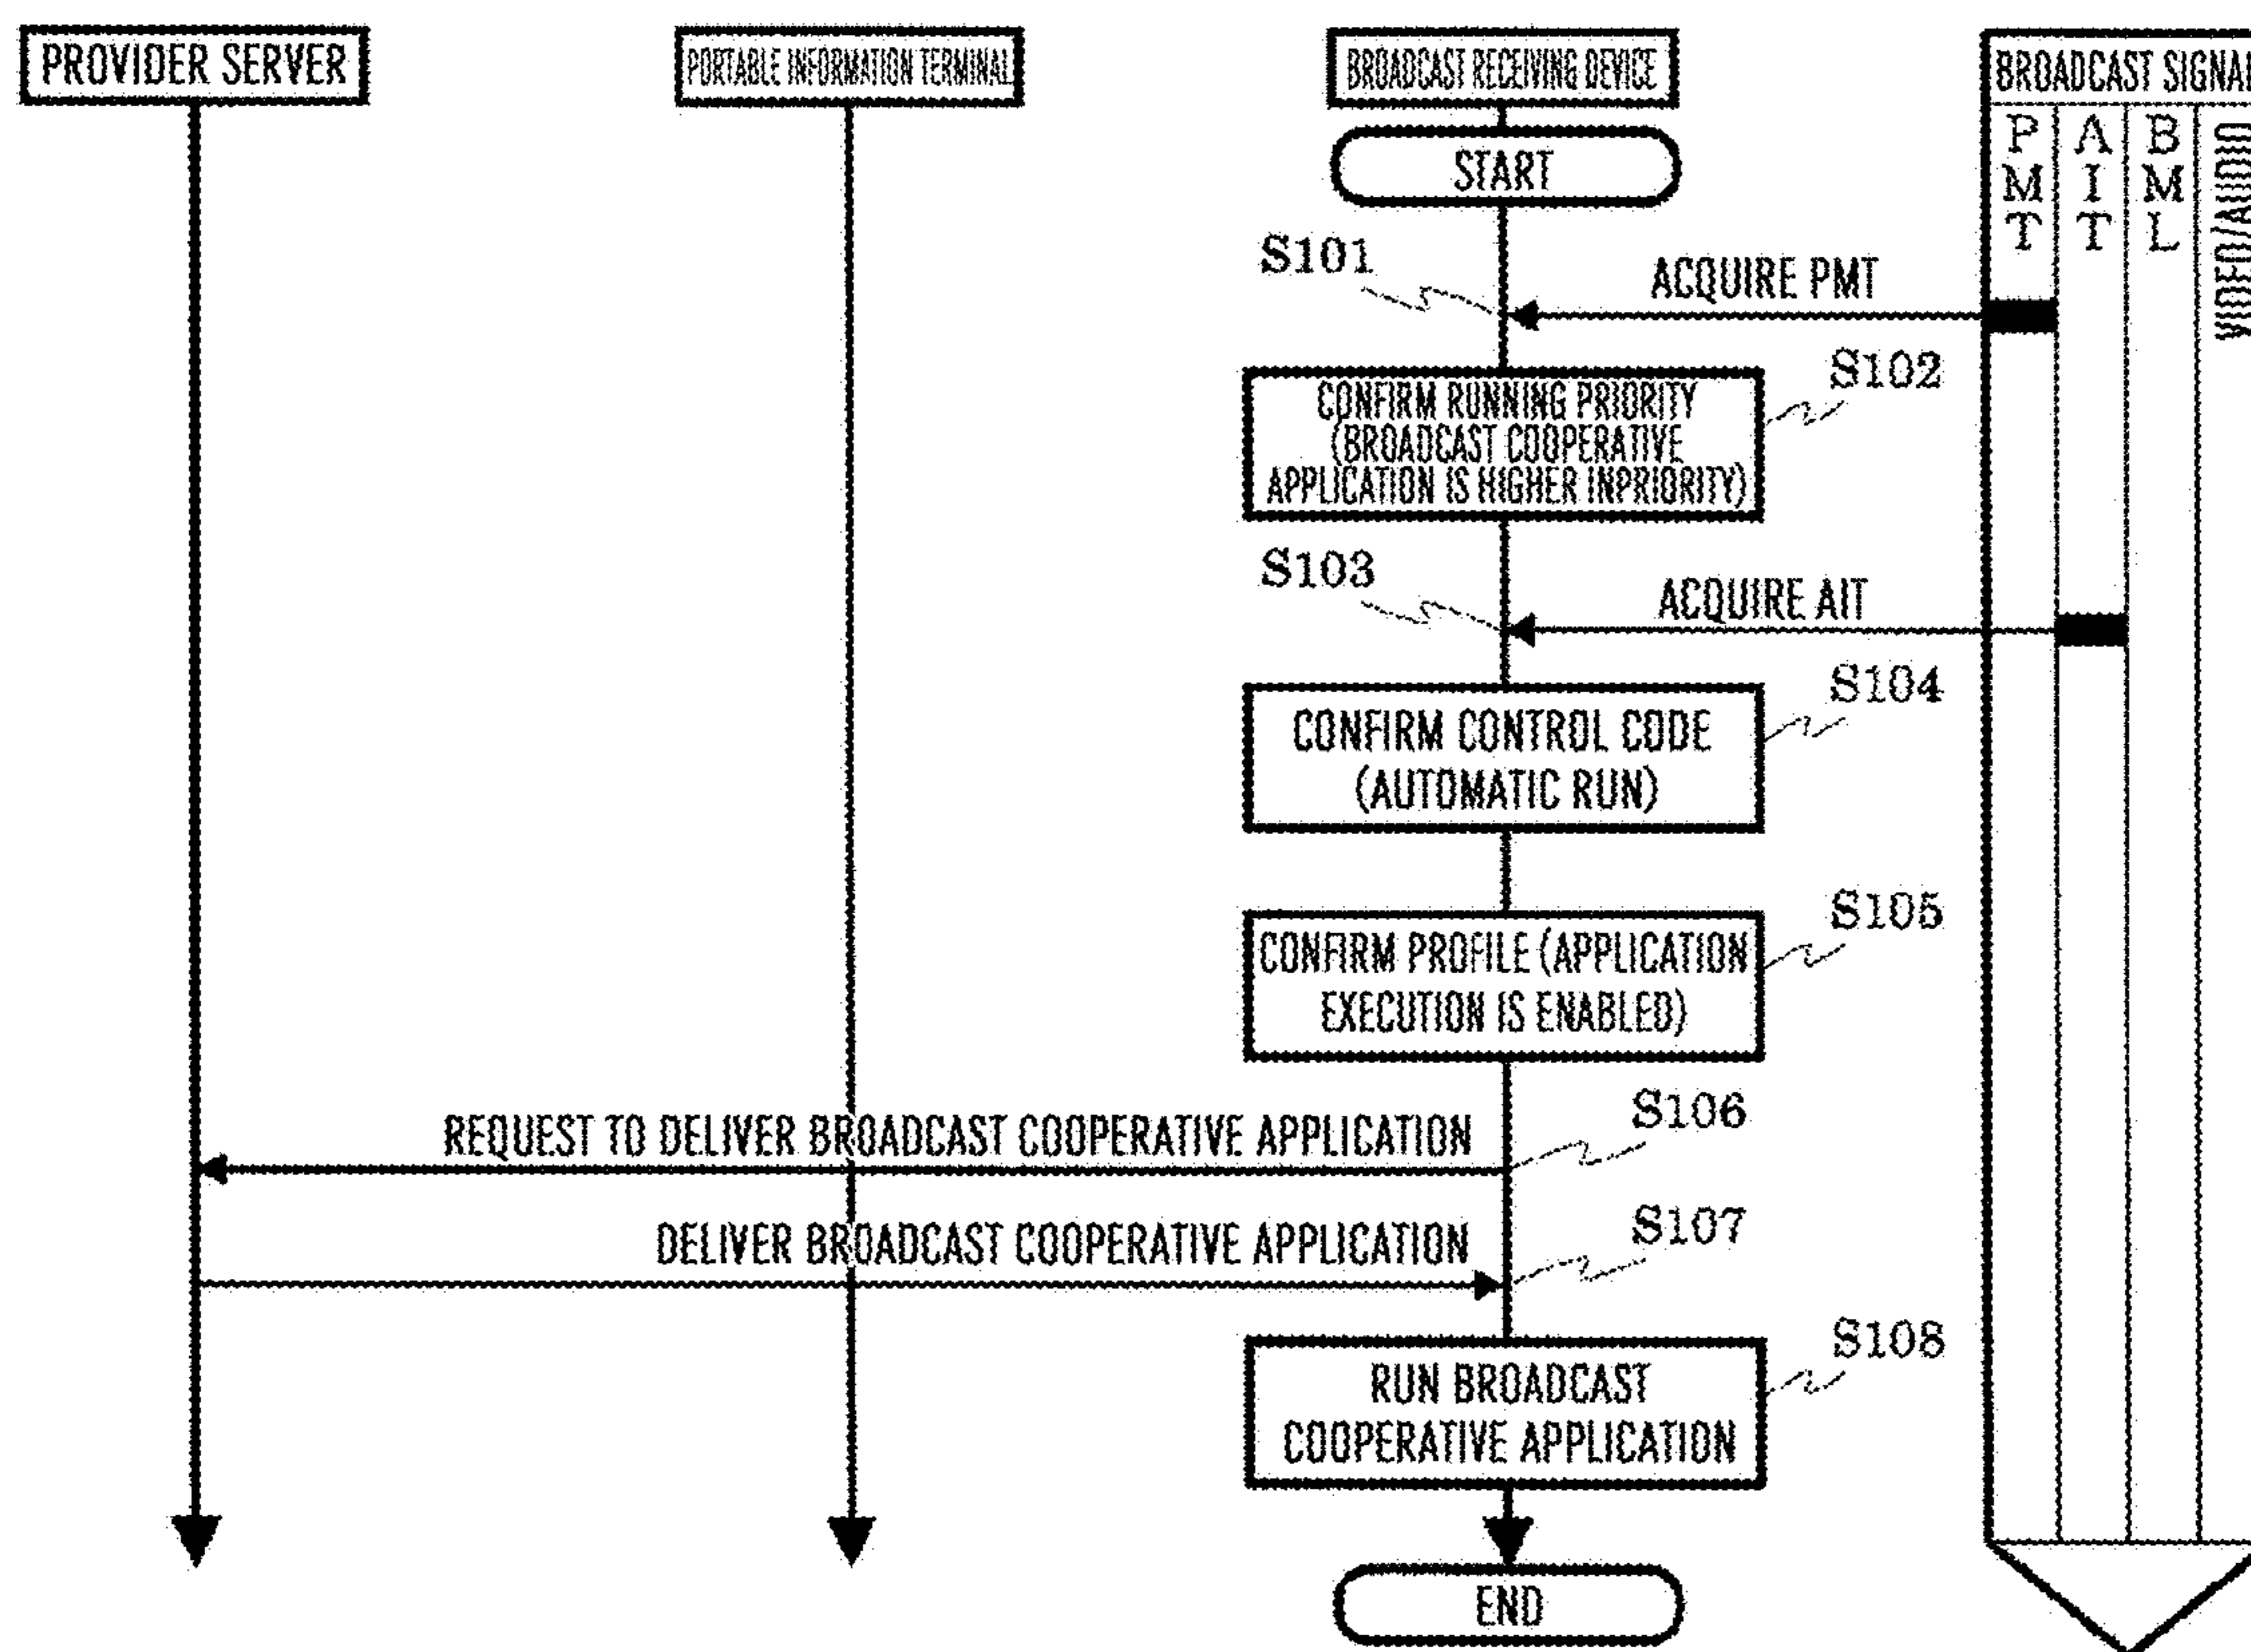 PROVIDER SERVER
PORTABLE INFORMATION TERMINAL
BROADCAST RECEIVING DEVICE
BROADCAST SIGNAL
PMT
AIT
BML
VIDEO/AUDIO
START
S101
ACQUIRE PMT
S102
CONFIRM RUNNING PRIORITY
(BROADCAST COOPERATIVE
APPLICATION IS HIGHER INPRIORITY)
S103
ACQUIRE AIT
S104
CONFIRM CONTROL CODE
(AUTOMATIC RUN)
S105
CONFIRM PROFILE (APPLICATION
EXECUTION IS ENABLED)
S106
REQUEST TO DELIVER BROADCAST COOPERATIVE APPLICATION
S107
DELIVER BROADCAST COOPERATIVE APPLICATION
S108
RUN BROADCAST
COOPERATIVE APPLICATION
END